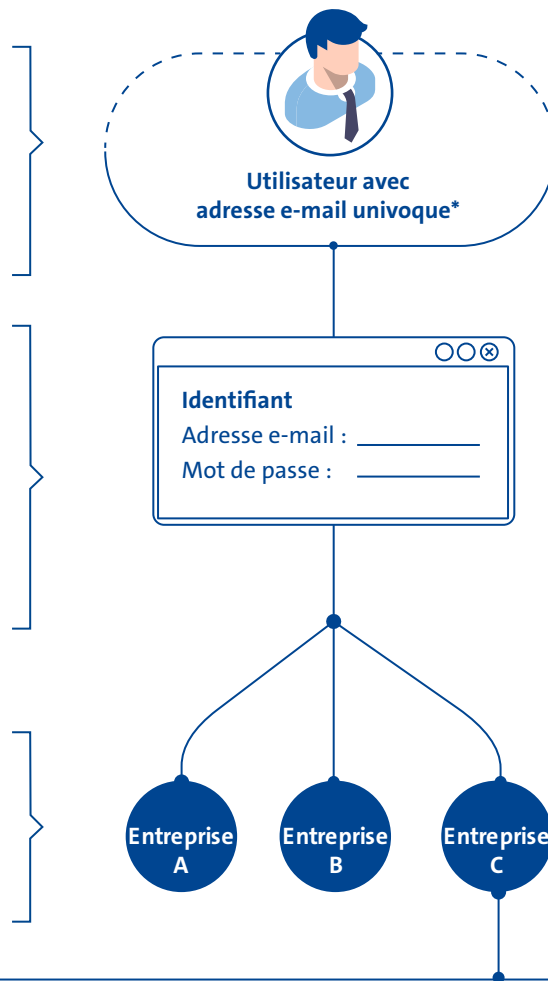 Utilisateur avec
adresse e-mail univoque*
Identifiant
Adresse e-mail :
Mot de passe :
Entreprise
A
Entreprise
B
Entreprise
C